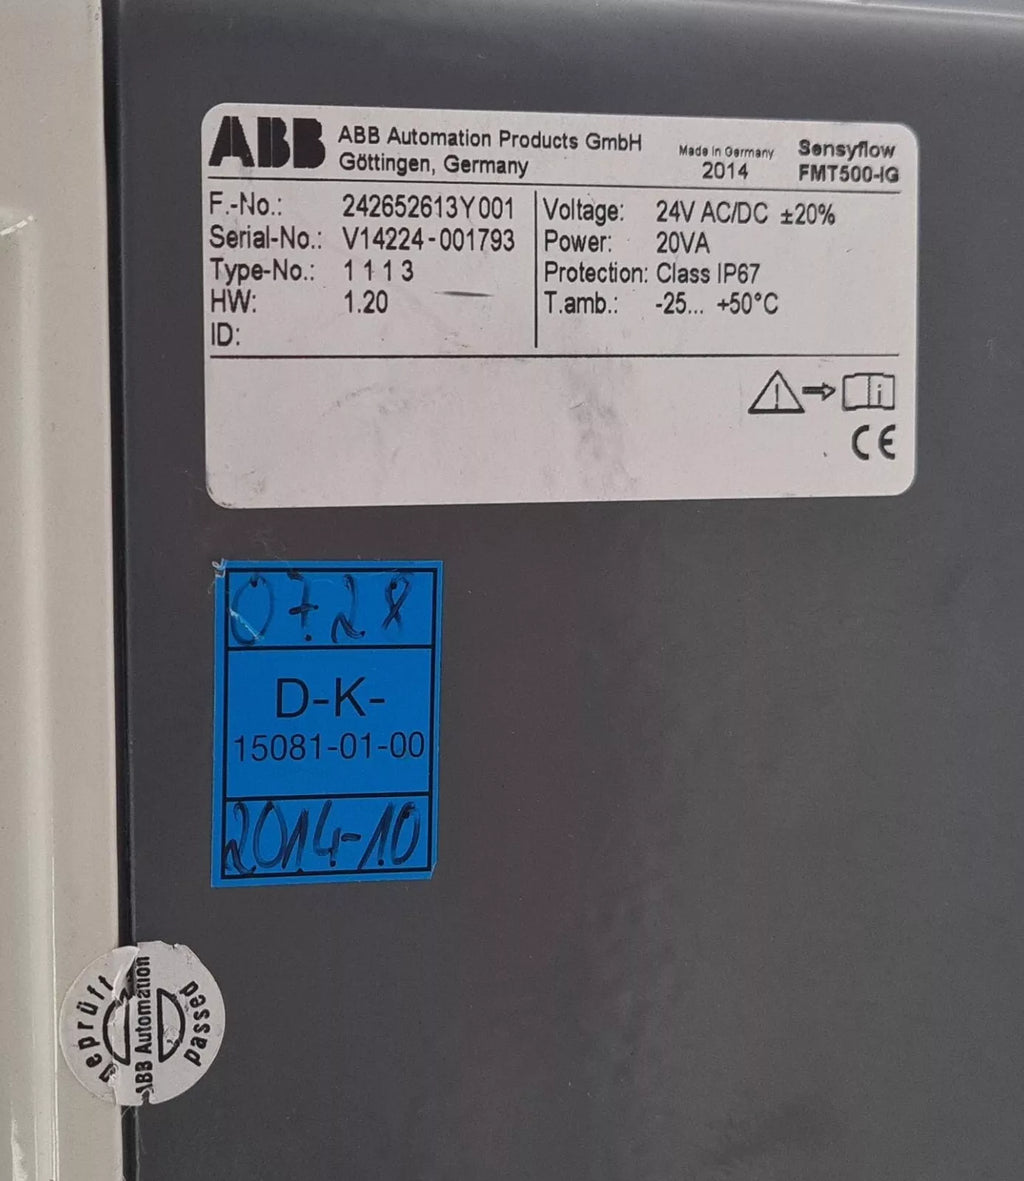 ABB ABB Automation Products GmbH
Göttingen, Germany
Made in Germany
2014
Sensyflow
FMT500-IG
F.-No.: 242652613Y001
Serial-No.: V14224-001793
Type-No.: 1113
HW: 1.20
ID:
Voltage: 24V AC/DC ±20%
Power: 20VA
Protection: Class IP67
T.amb.: -25... +50°C
i
CE
0728
D-K-
15081-01-00
2014-10
geprüft
ABB Automation
passed